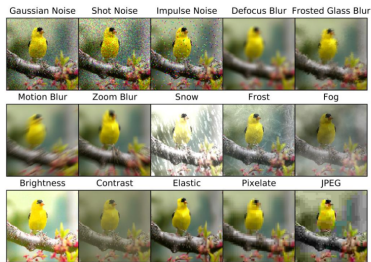 Gaussian Noise Shot Noise Impulse Noise Defocus Blur Frosted Glass Blur
Motion Blur Zoom Blur Snow Frost Fog
Brightness Contrast Elastic Pixelate JPEG